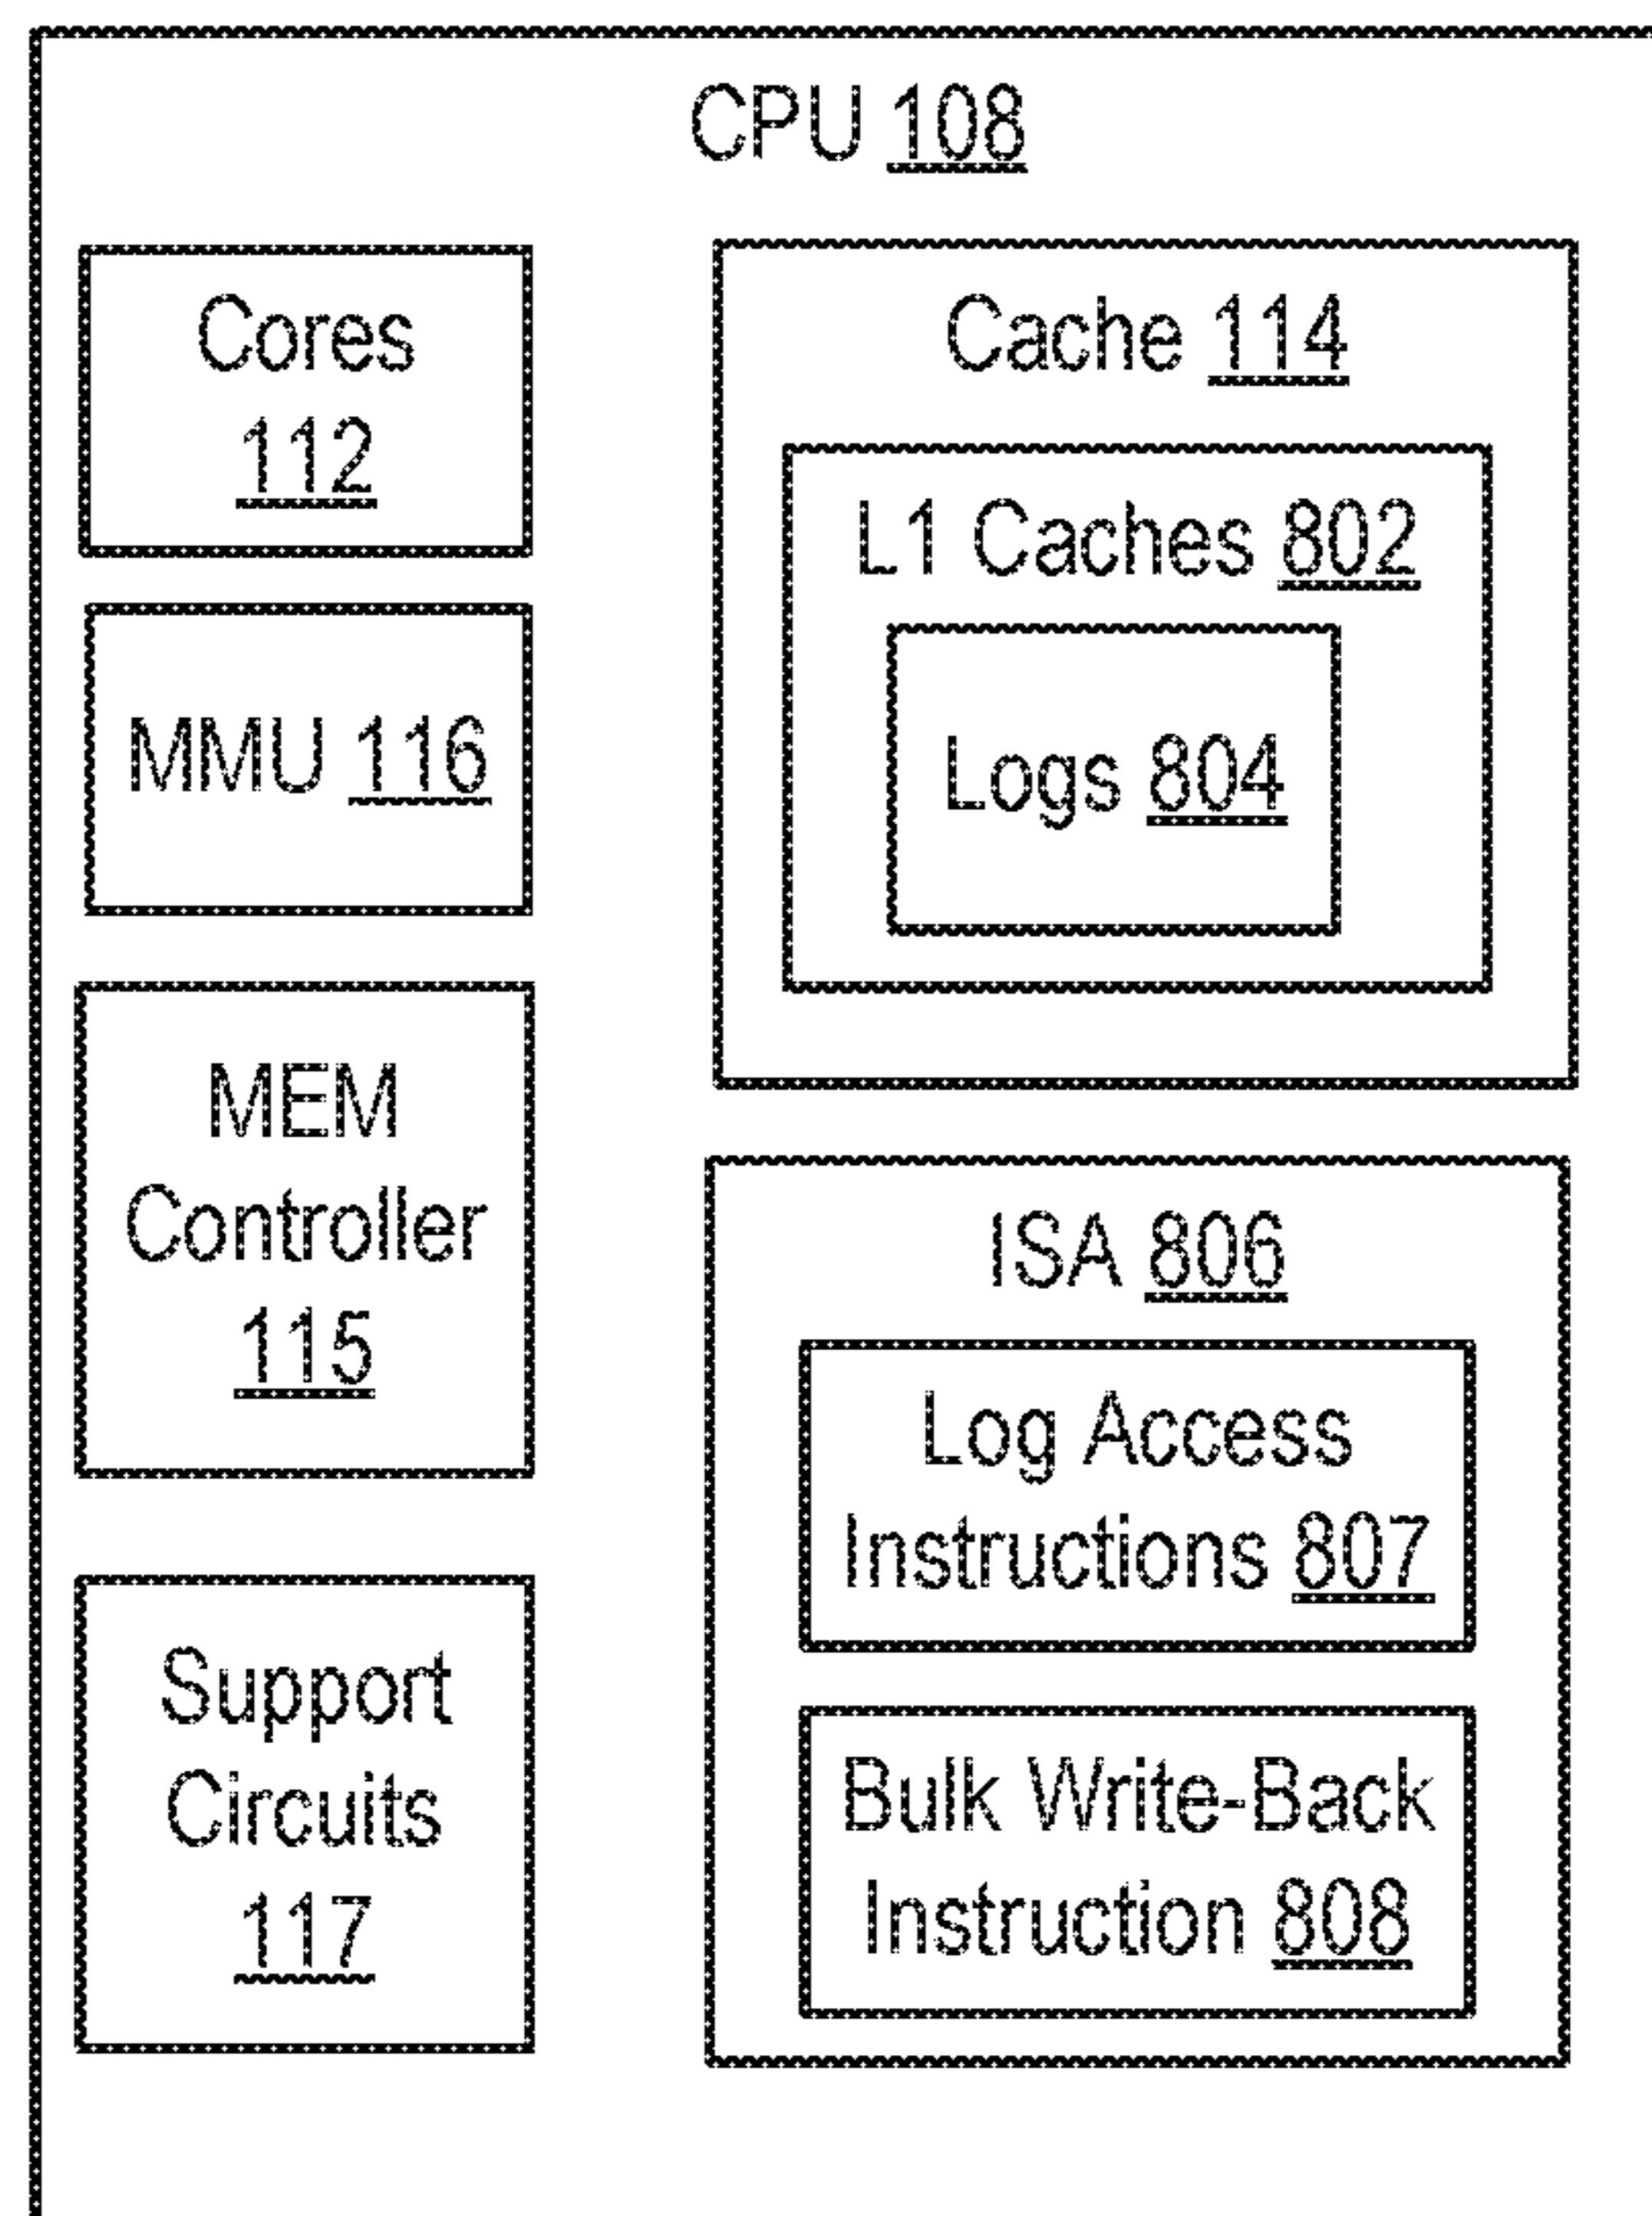 CPU 108
Cores
112
MMU 116
MEM
Controller
115
Support
Circuits
117
Cache 114
L1 Caches 802
Logs 804
ISA 806
Log Access
Instructions 807
Bulk Write-Back
Instruction 808